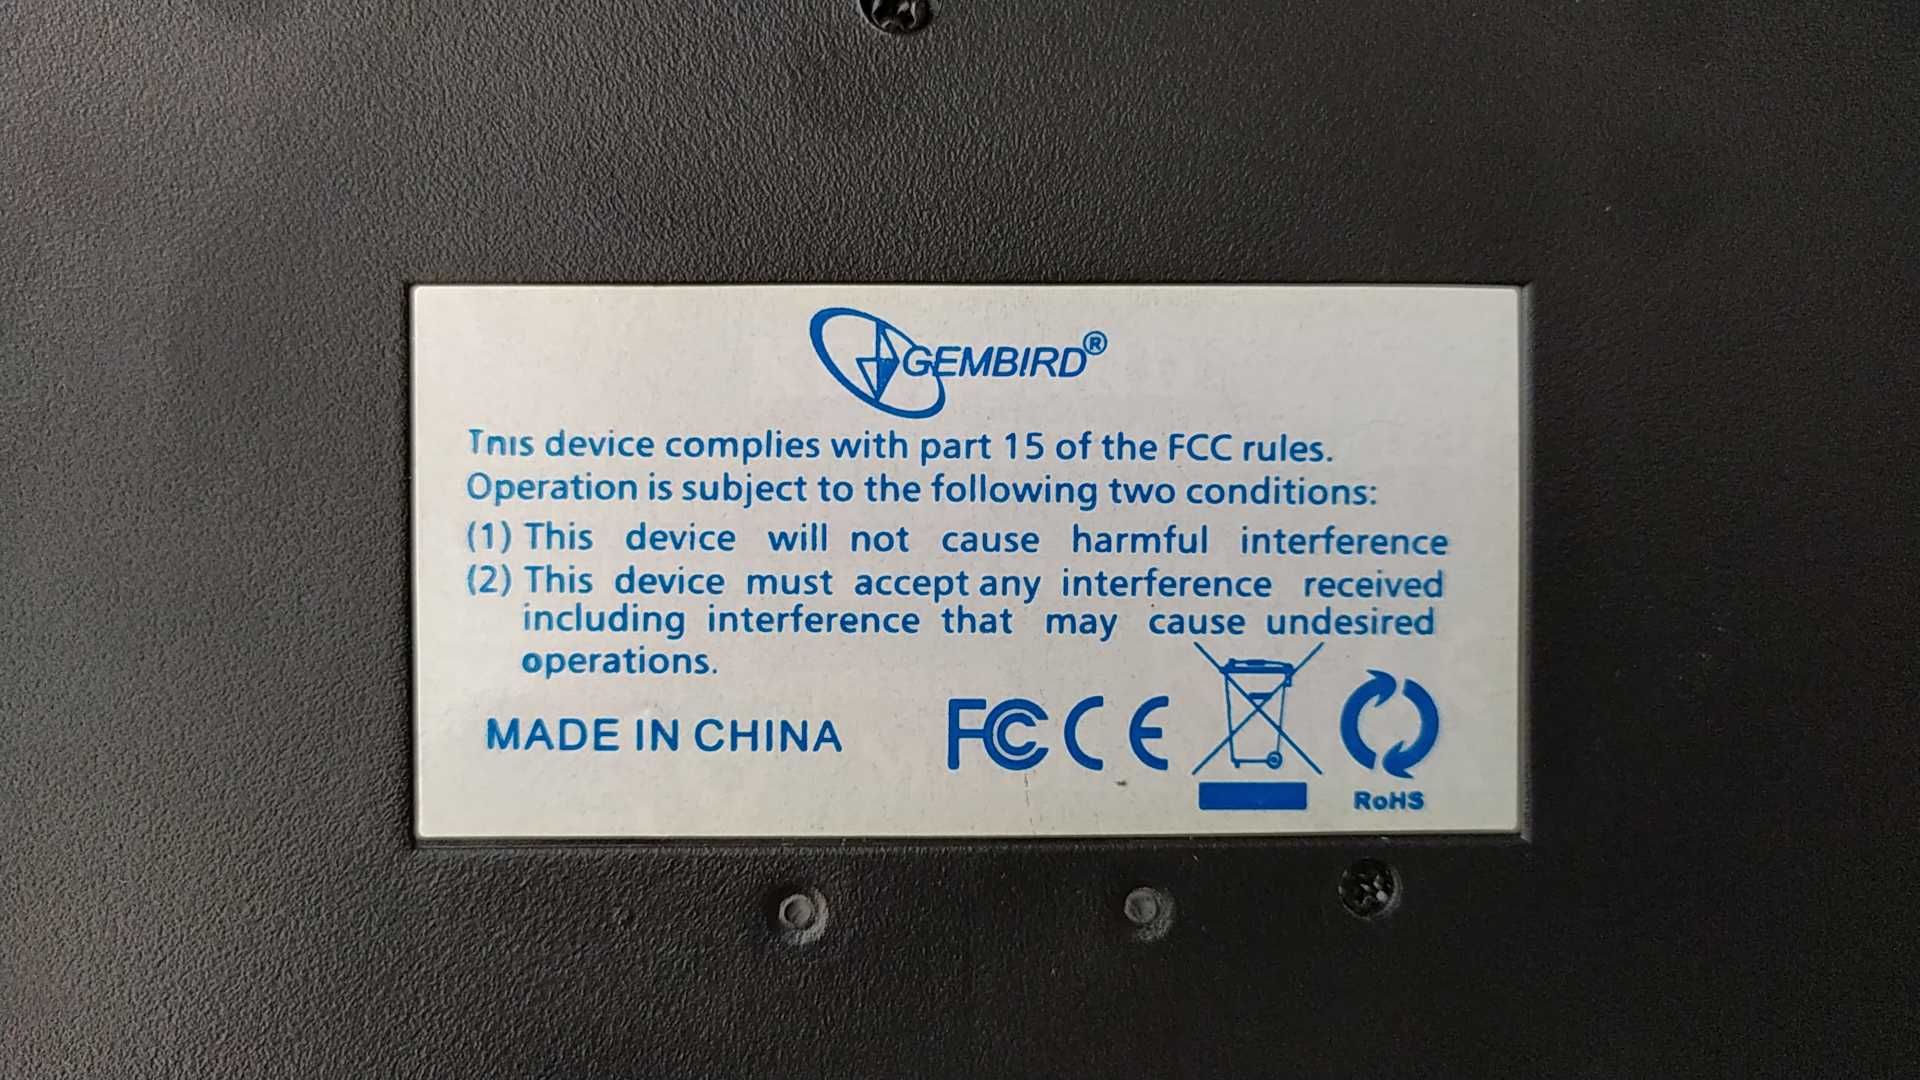 GEMBIRD®
This device complies with part 15 of the FCC rules.
Operation is subject to the following two conditions:
(1) This device will not cause harmful interference
(2) This device must accept any interference received
including interference that may cause undesired
operations.
MADE IN CHINA
FC CE
RoHS